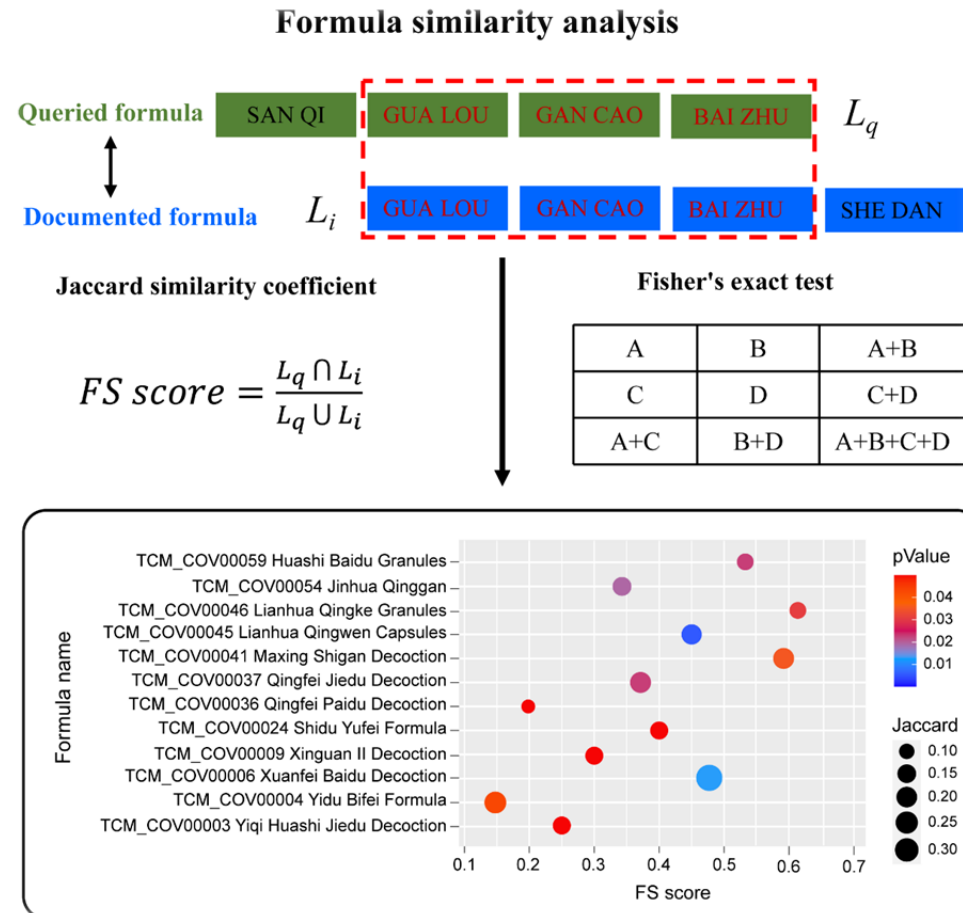 Formula similarity analysis
Queried formula
SAN QI
GUA LOU
GAN CAO
BAI ZHU
L_q
Documented formula
L_i
GUA LOU
GAN CAO
BAI ZHU
SHE DAN
Jaccard similarity coefficient
Fisher's exact test
FS score = L_q ∩ L_i / L_q ∪ L_i
A B A+B
C D C+D
A+C B+D A+B+C+D
Formula name
TCM_COV00059 Huashi Baidu Granules
TCM_COV00054 Jinhua Qinggan
TCM_COV00046 Lianhua Qingke Granules
TCM_COV00045 Lianhua Qingwen Capsules
TCM_COV00041 Maxing Shigan Decoction
TCM_COV00037 Qingfei Jiedu Decoction
TCM_COV00036 Qingfei Paidu Decoction
TCM_COV00024 Shidu Yufei Formula
TCM_COV00009 Xinguan II Decoction
TCM_COV00006 Xuanfei Baidu Decoction
TCM_COV00004 Yidu Bifei Formula
TCM_COV00003 Yiqi Huashi Jiedu Decoction
0.1 0.2 0.3 0.4 0.5 0.6 0.7
FS score
pValue
0.04
0.03
0.02
0.01
Jaccard
0.10
0.15
0.20
0.25
0.30